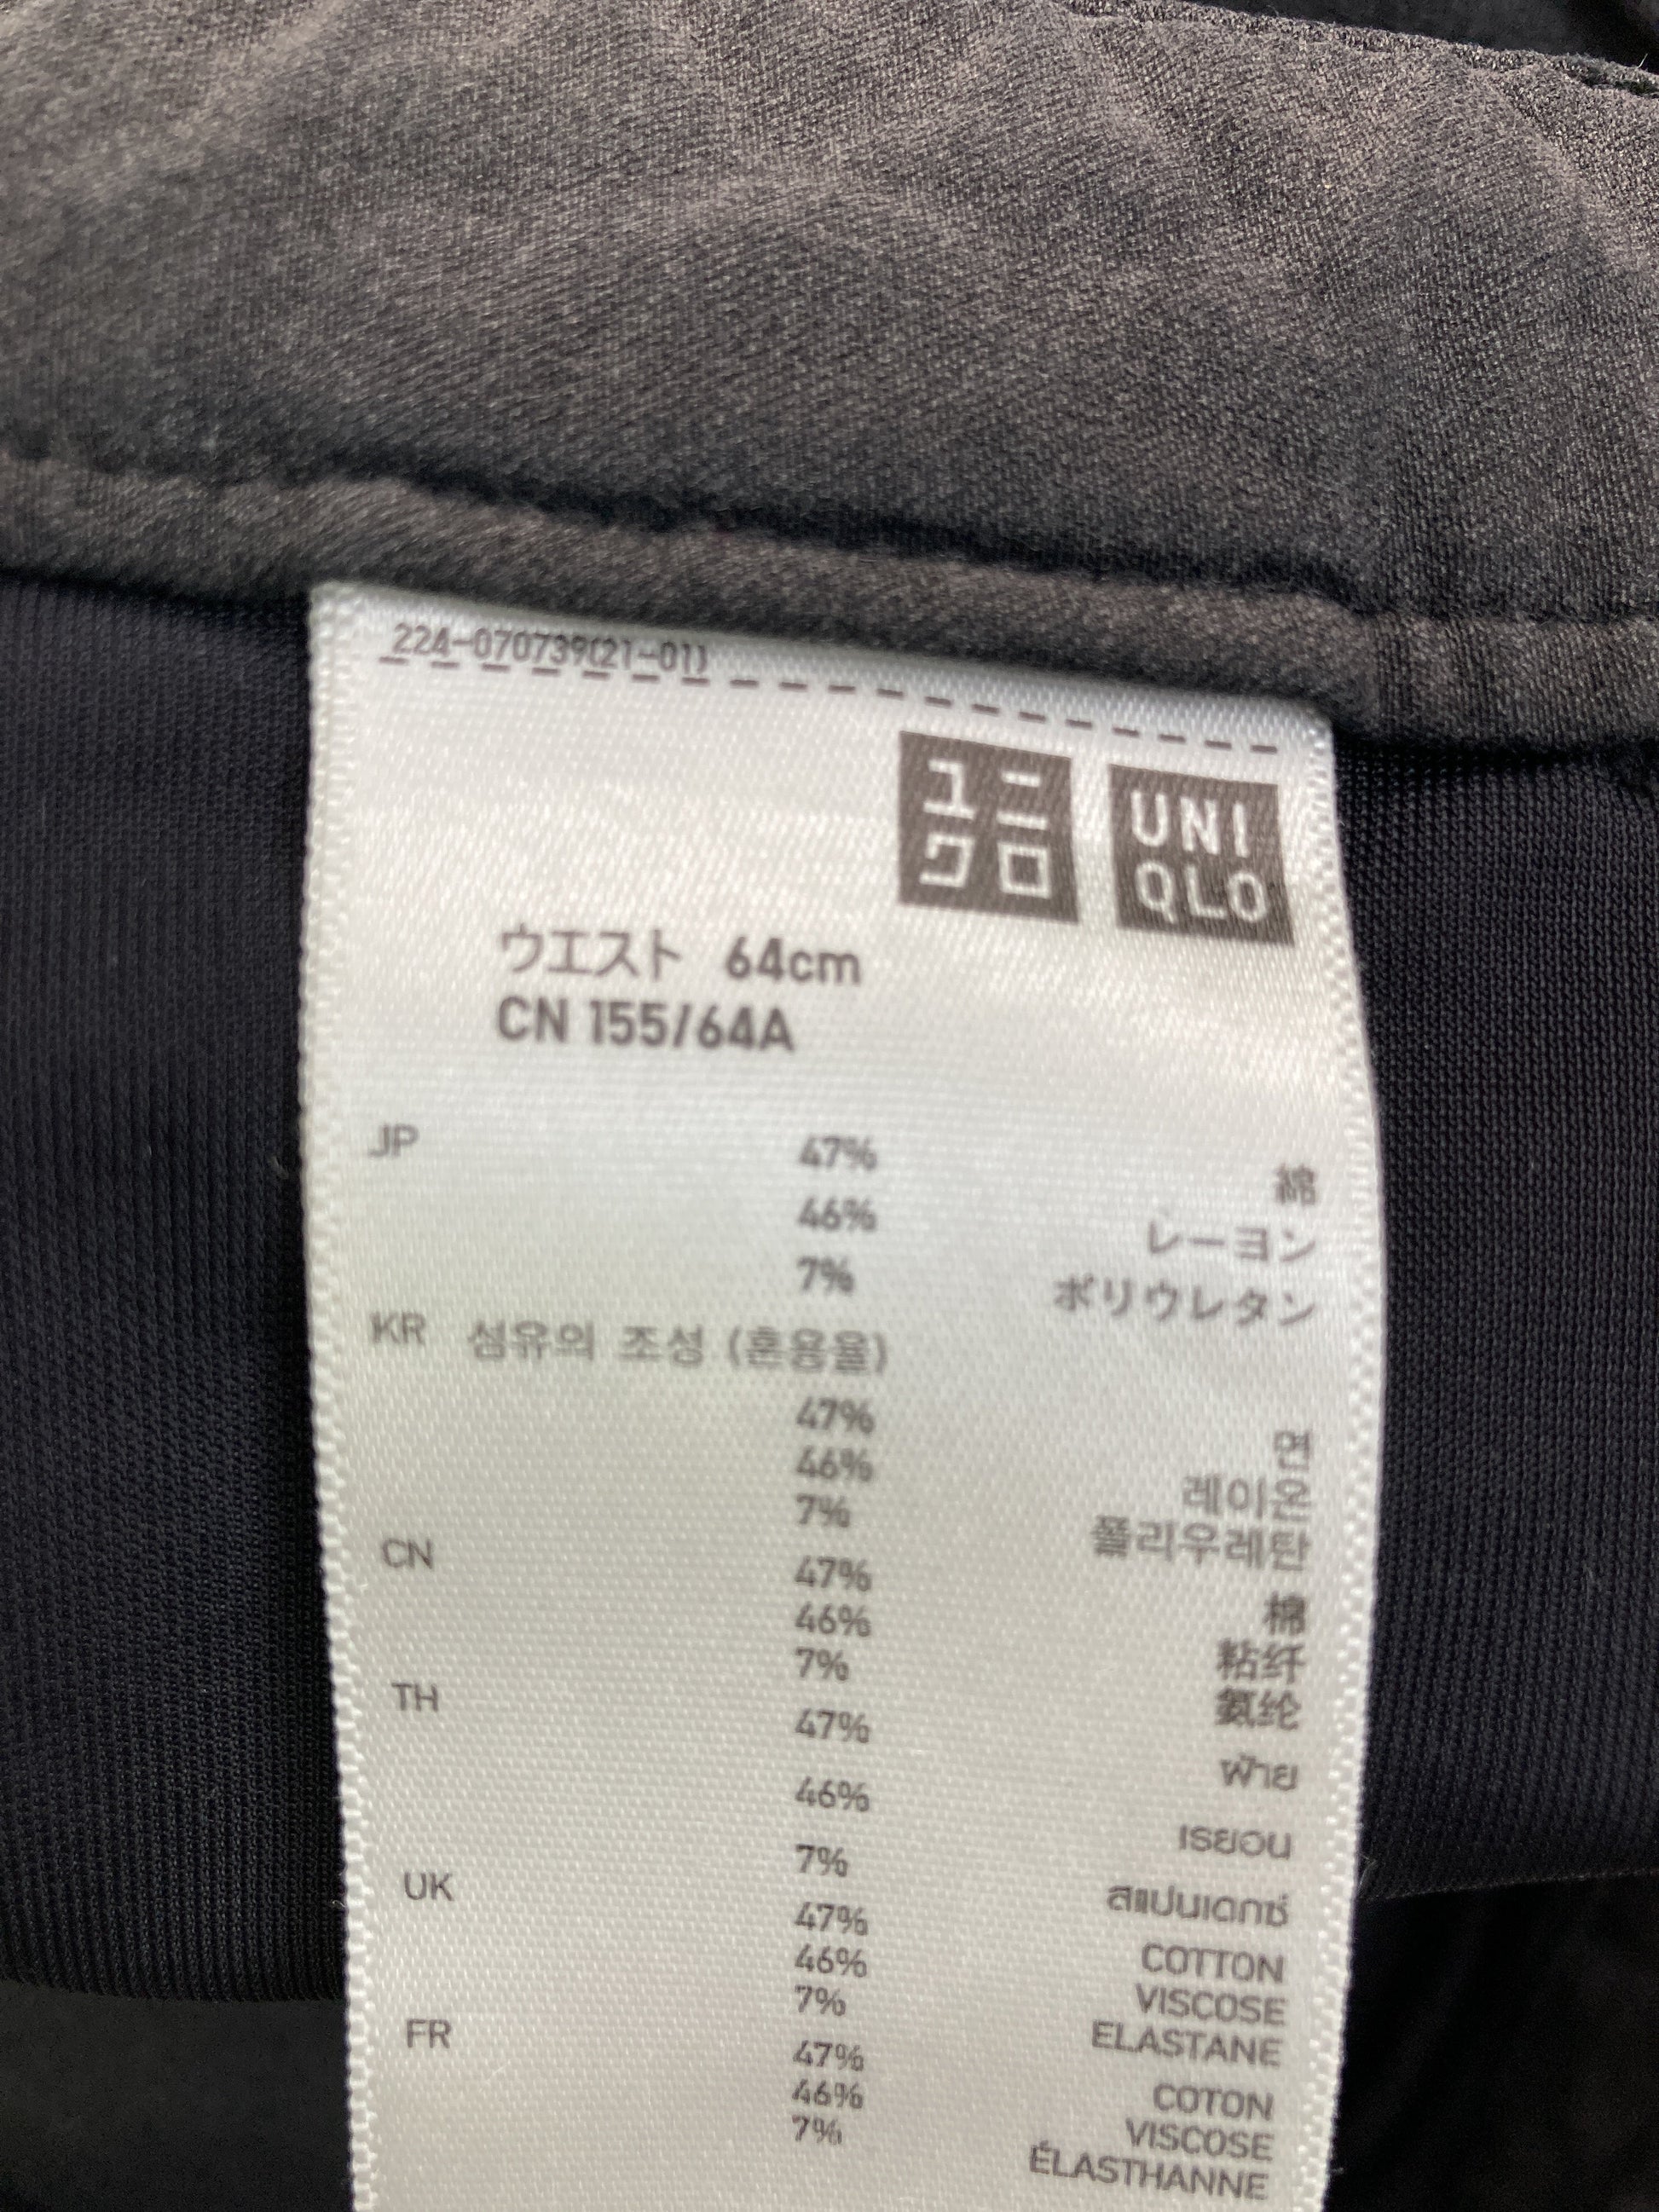 224-070739(21-01)
ユニ
クロ
UNI
QLO
ウエスト 64cm
CN 155/64A
JP 47% 綿
46% レーヨン
7% ポリウレタン
KR 섬유의 조성 (혼용율)
47% 면
46% 레이온
7% 폴리우레탄
CN 47% 棉
46% 粘纤
7% 氨纶
TH 47% ฝ้าย
46% เรยอน
7% สแปนเดกซ์
UK 47% COTTON
46% VISCOSE
7% ELASTANE
FR 47% COTON
46% VISCOSE
7% ÉLASTHANNE